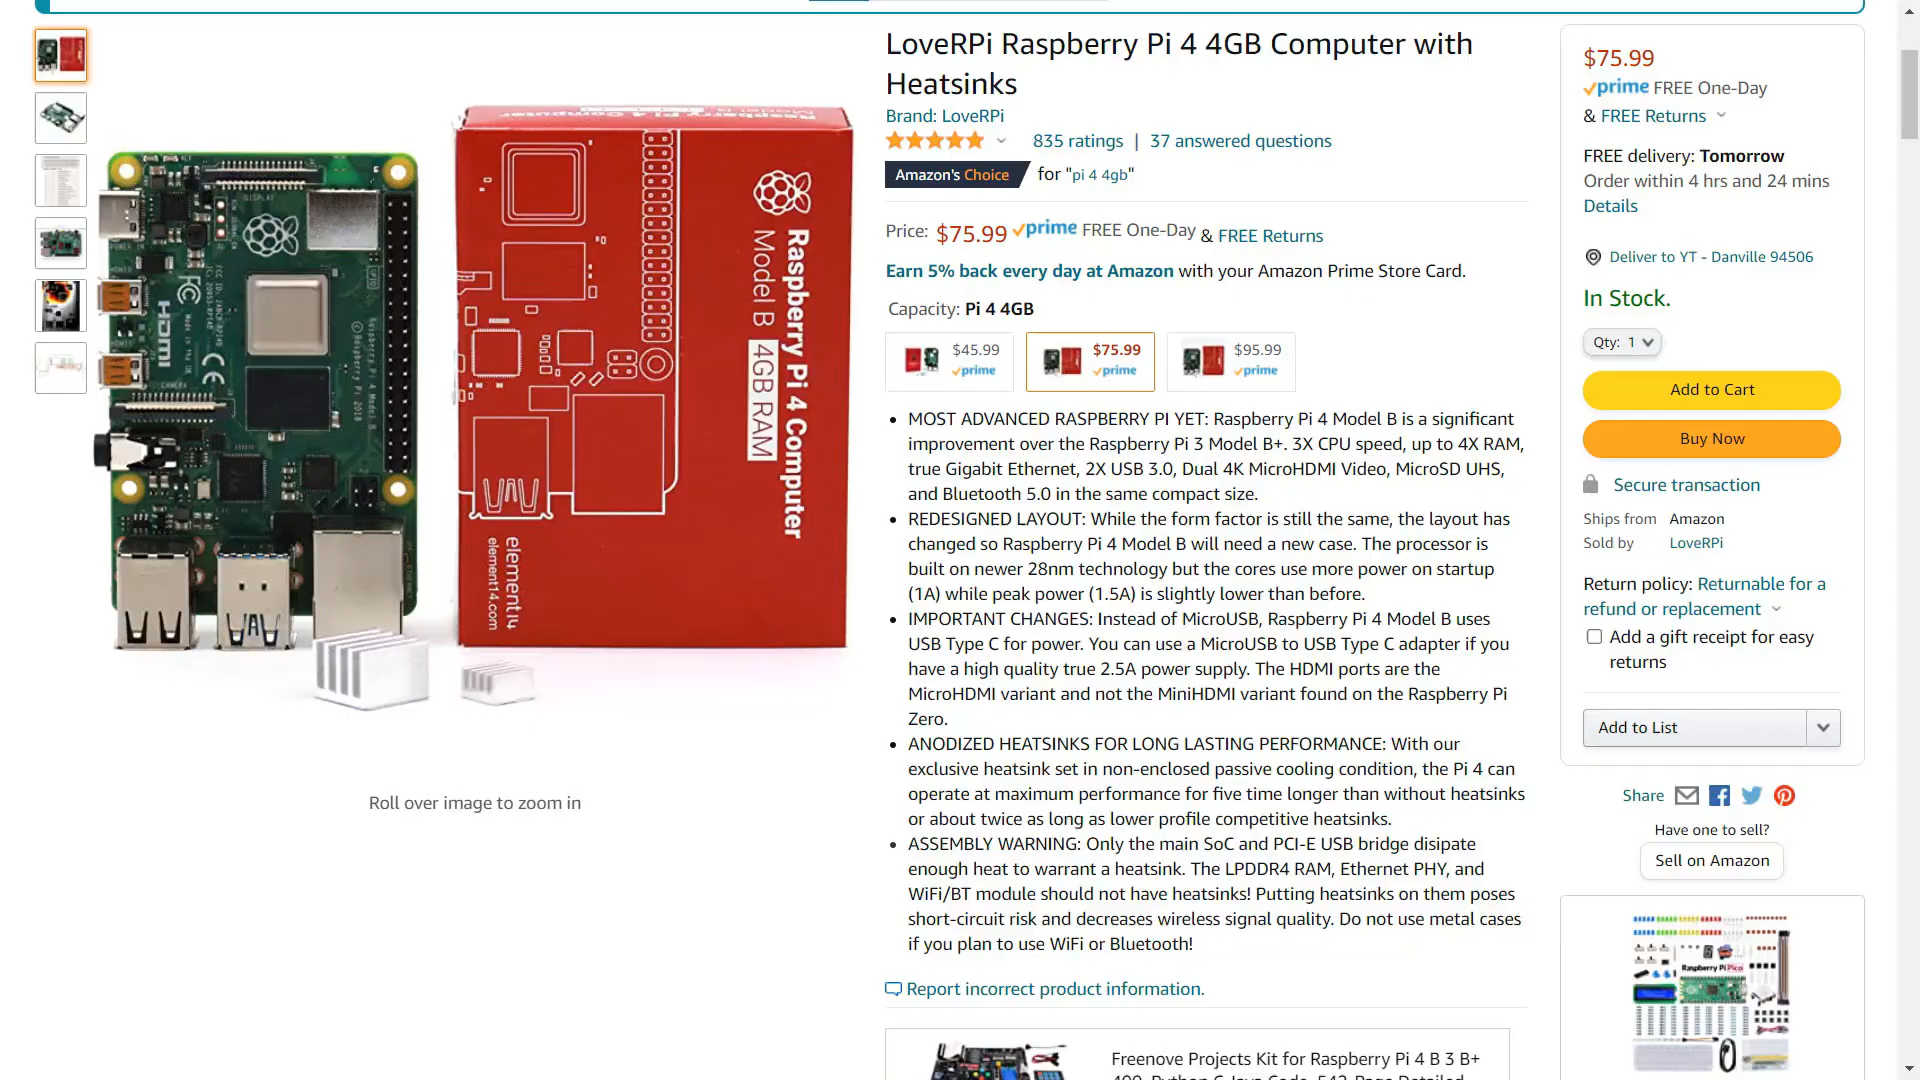 LoveRPi Raspberry Pi 4 4GB Computer with
Heatsinks
Brand: LoveRPi
835 ratings | 37 answered questions
Amazon's Choice for "pi 4 4gb"
Price: $75.99 prime FREE One-Day & FREE Returns
Earn 5% back every day at Amazon with your Amazon Prime Store Card.
Capacity: Pi 4 4GB
$45.99
prime
$75.99
prime
$95.99
prime
• MOST ADVANCED RASPBERRY PI YET: Raspberry Pi 4 Model B is a significant
improvement over the Raspberry Pi 3 Model B+. 3X CPU speed, up to 4X RAM,
true Gigabit Ethernet, 2X USB 3.0, Dual 4K MicroHDMI Video, MicroSD UHS,
and Bluetooth 5.0 in the same compact size.
• REDESIGNED LAYOUT: While the form factor is still the same, the layout has
changed so Raspberry Pi 4 Model B will need a new case. The processor is
built on newer 28nm technology but the cores use more power on startup
(1A) while peak power (1.5A) is slightly lower than before.
• IMPORTANT CHANGES: Instead of MicroUSB, Raspberry Pi 4 Model B uses
USB Type C for power. You can use a MicroUSB to USB Type C adapter if you
have a high quality true 2.5A power supply. The HDMI ports are the
MicroHDMI variant and not the MiniHDMI variant found on the Raspberry Pi
Zero.
• ANODIZED HEATSINKS FOR LONG LASTING PERFORMANCE: With our
exclusive heatsink set in non-enclosed passive cooling condition, the Pi 4 can
operate at maximum performance for five time longer than without heatsinks
or about twice as long as lower profile competitive heatsinks.
• ASSEMBLY WARNING: Only the main SoC and PCI-E USB bridge disipate
enough heat to warrant a heatsink. The LPDDR4 RAM, Ethernet PHY, and
WiFi/BT module should not have heatsinks! Putting heatsinks on them poses
short-circuit risk and decreases wireless signal quality. Do not use metal cases
if you plan to use WiFi or Bluetooth!
Report incorrect product information.
Freenove Projects Kit for Raspberry Pi 4 B 3 B+
Raspberry Pi 4 Computer
Model B 4GB RAM
element14
element14.com
DISPLAY
HDMI
CAMERA
Roll over image to zoom in
$75.99
prime FREE One-Day
& FREE Returns
FREE delivery: Tomorrow
Order within 4 hrs and 24 mins
Details
Deliver to YT - Danville 94506
In Stock.
Qty: 1
Add to Cart
Buy Now
Secure transaction
Ships from Amazon
Sold by LoveRPi
Return policy: Returnable for a
refund or replacement
Add a gift receipt for easy
returns
Add to List
Share
Have one to sell?
Sell on Amazon
Raspberry Pi Pico